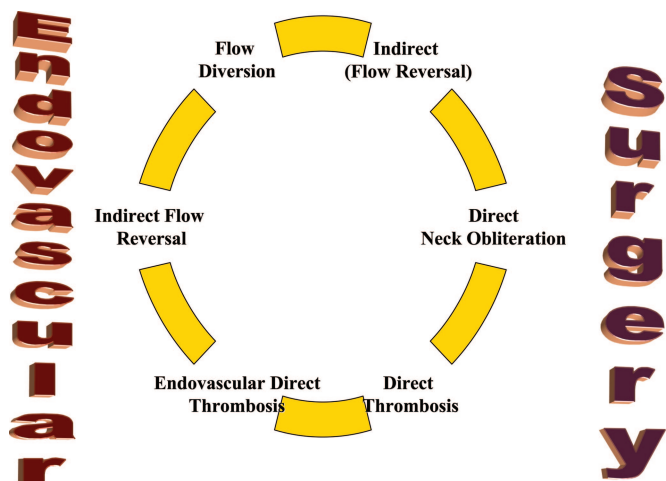 Endovascular
Flow
Diversion
Indirect
(Flow Reversal)
Indirect Flow
Reversal
Direct
Neck Obliteration
Endovascular Direct
Thrombosis
Direct
Thrombosis
Surgery